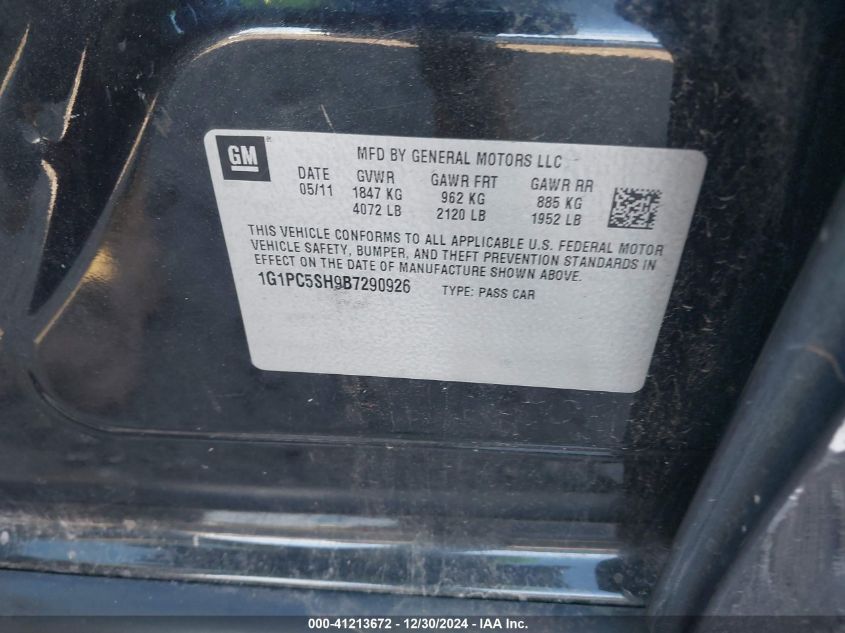 GM
MFD BY GENERAL MOTORS LLC
DATE GVWR GAWR FRT GAWR RR
05/11 1847 KG 962 KG 885 KG
4072 LB 2120 LB 1952 LB
THIS VEHICLE CONFORMS TO ALL APPLICABLE U.S. FEDERAL MOTOR
VEHICLE SAFETY, BUMPER, AND THEFT PREVENTION STANDARDS IN
EFFECT ON THE DATE OF MANUFACTURE SHOWN ABOVE.
1G1PC5SH9B7290926 TYPE: PASS CAR
000-41213672 - 12/30/2024 - © IAA, Inc.